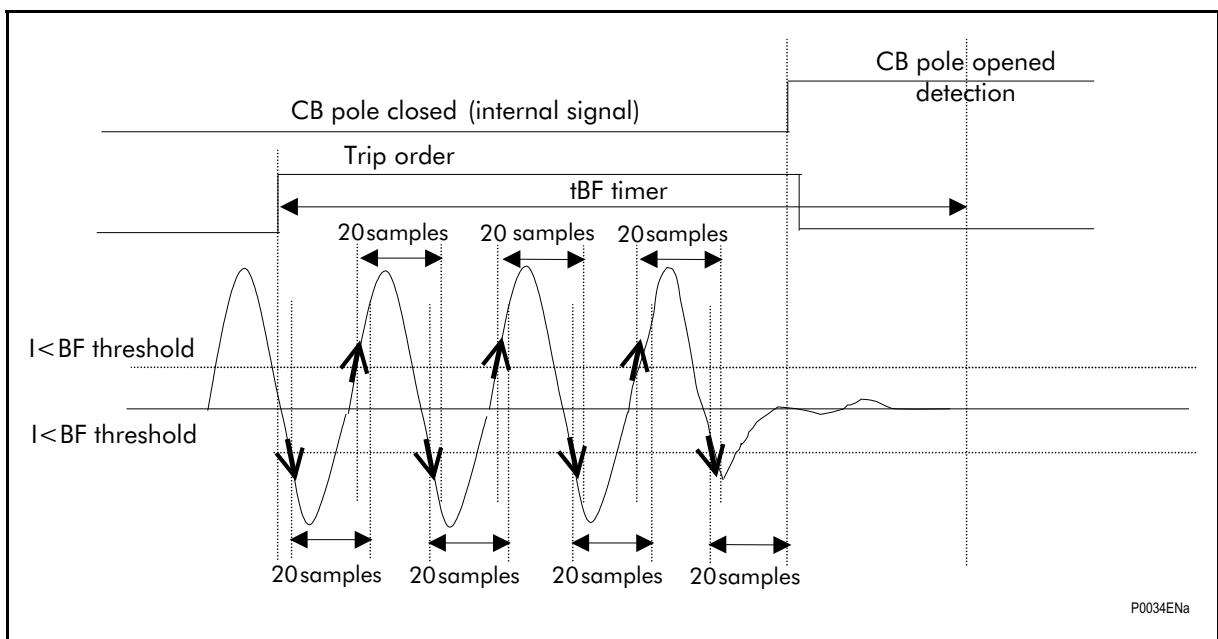 CB pole opened
detection
CB pole closed (internal signal)
Trip order
tBF timer
20samples
20 samples
20samples
I<BF threshold
I<BF threshold
20samples
20samples
20samples
20samples
P0034ENa